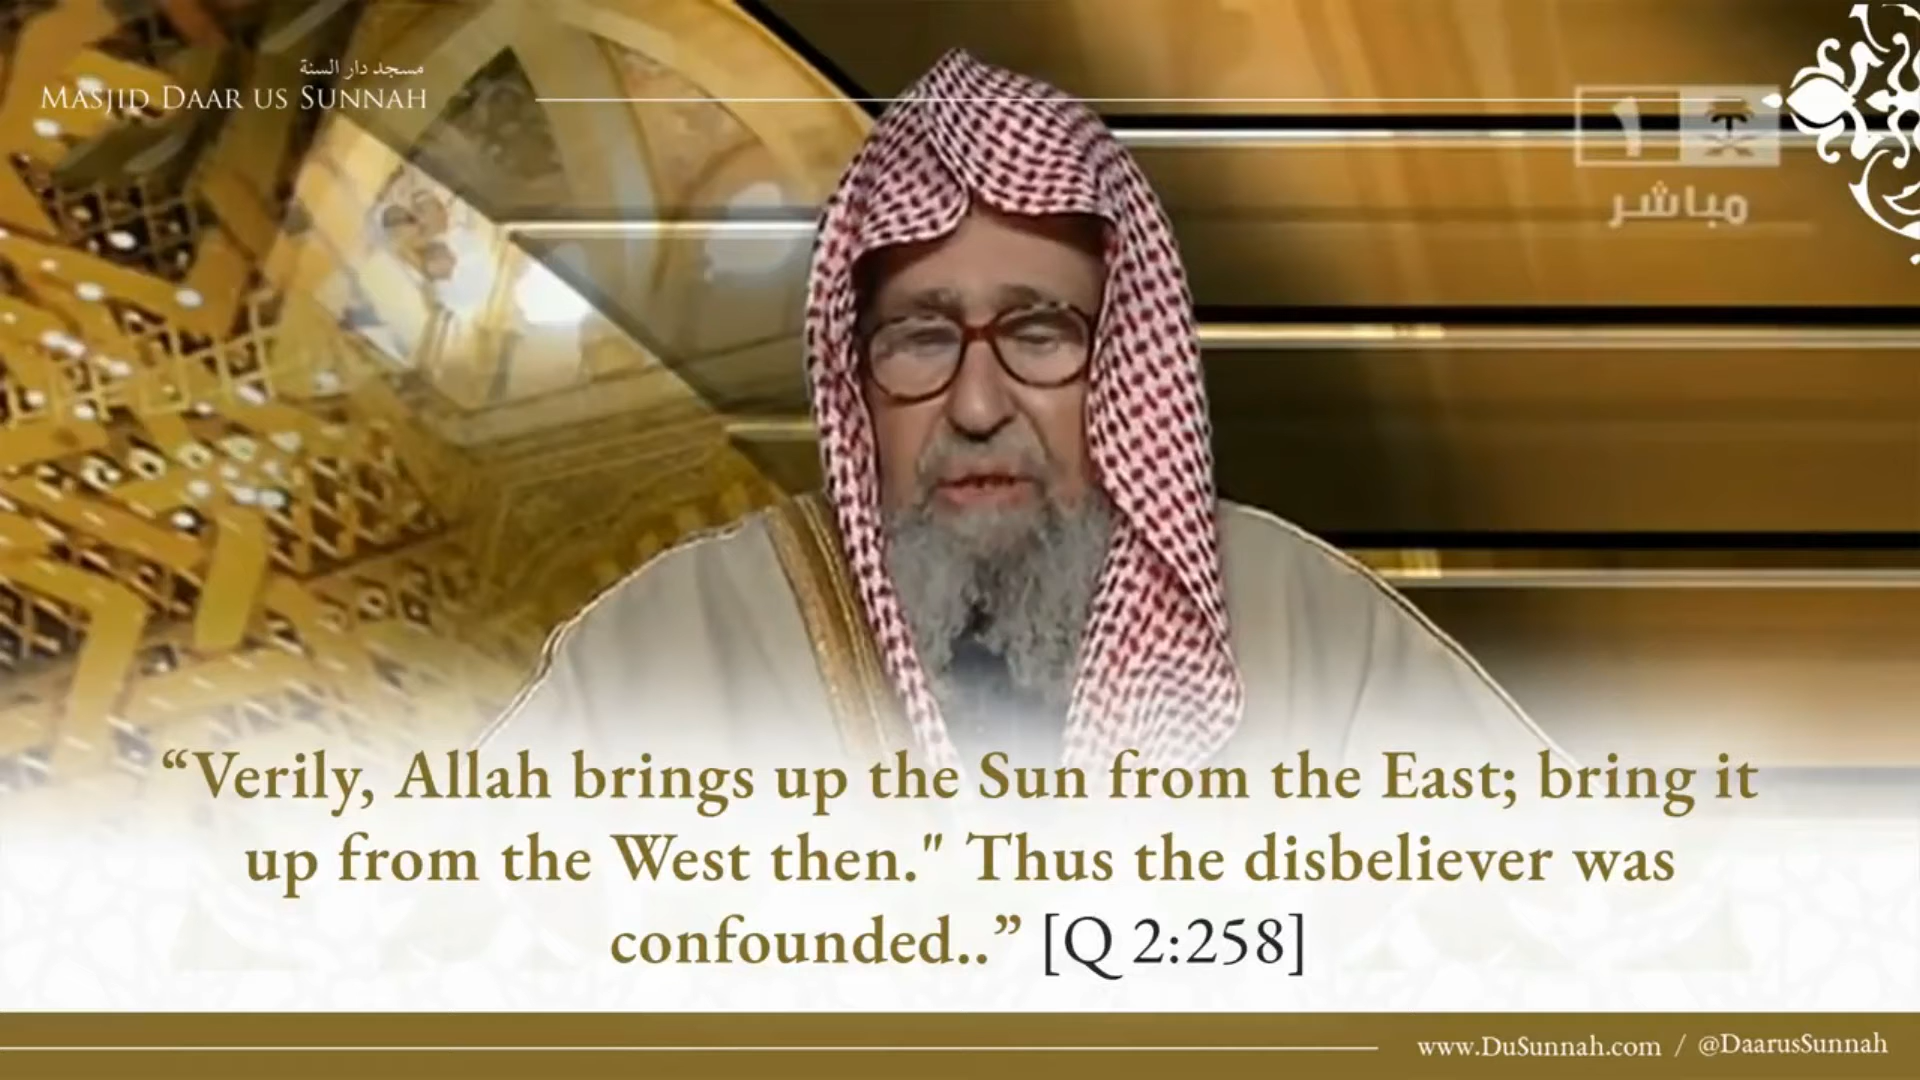 مسجد دار السنة
MASJID DAAR US SUNNAH
١
مباشر
“Verily, Allah brings up the Sun from the East; bring it
up from the West then." Thus the disbeliever was
confounded..” [Q 2:258]
www.DuSunnah.com / @DaarusSunnah